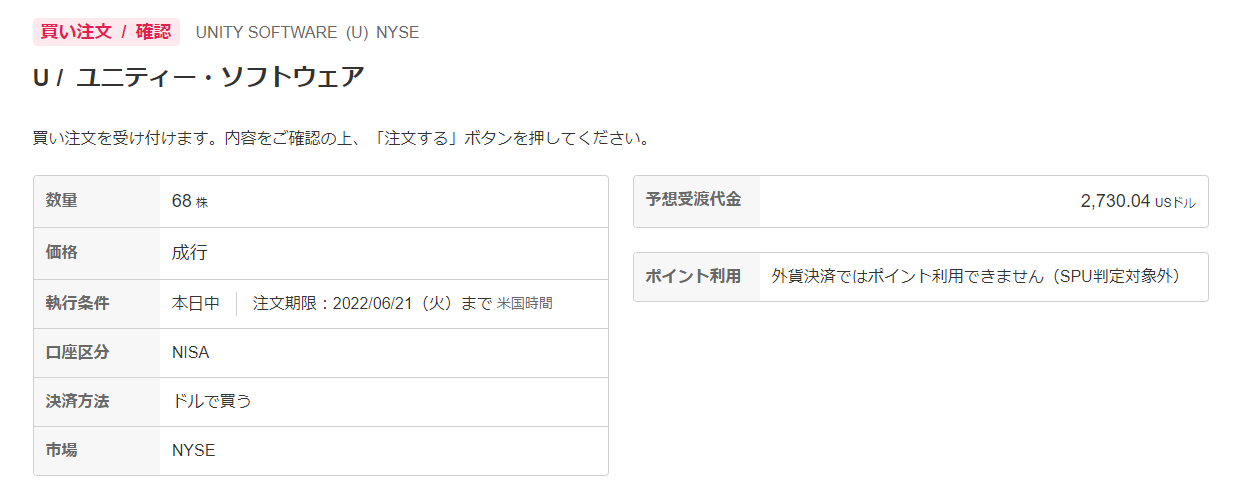 買い注文 / 確認 UNITY SOFTWARE (U) NYSE
U / ユニティー・ソフトウェア
買い注文を受け付けます。内容をご確認の上、「注文する」ボタンを押してください。
数量 68 株
価格 成行
執行条件 本日中 注文期限：2022/06/21（火）まで 米国時間
口座区分 NISA
決済方法 ドルで買う
市場 NYSE
予想受渡代金 2,730.04 USドル
ポイント利用 外貨決済ではポイント利用できません（SPU判定対象外）